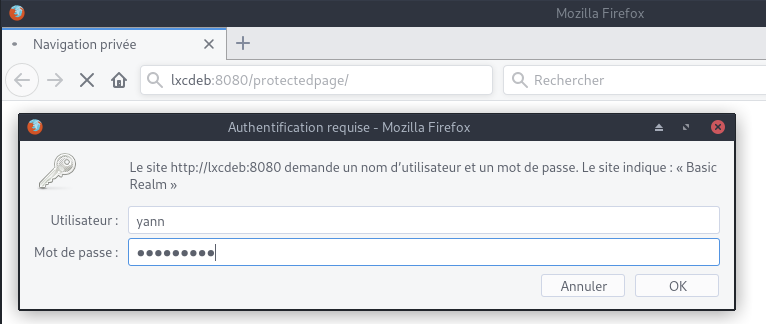 Mozilla Firefox
Navigation privée
lxcdeb:8080/protectedpage/
Rechercher
Authentification requise - Mozilla Firefox
Le site http://lxcdeb:8080 demande un nom d'utilisateur et un mot de passe. Le site indique : « Basic
Realm »
Utilisateur : yann
Mot de passe : ●●●●●●●●●
Annuler OK